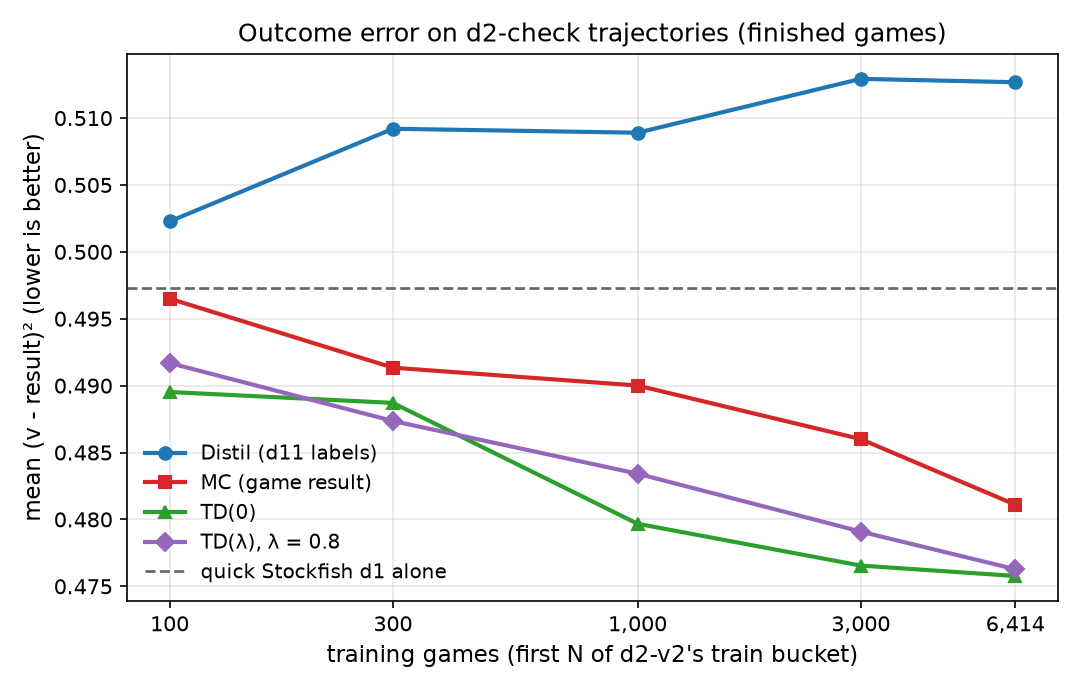 Outcome error on d2-check trajectories (finished games)
mean (v - result)² (lower is better)
0.510
0.505
0.500
0.495
0.490
0.485
0.480
0.475
Distil (d11 labels)
MC (game result)
TD(0)
TD(λ), λ = 0.8
quick Stockfish d1 alone
100 300 1,000 3,000 6,414
training games (first N of d2-v2's train bucket)